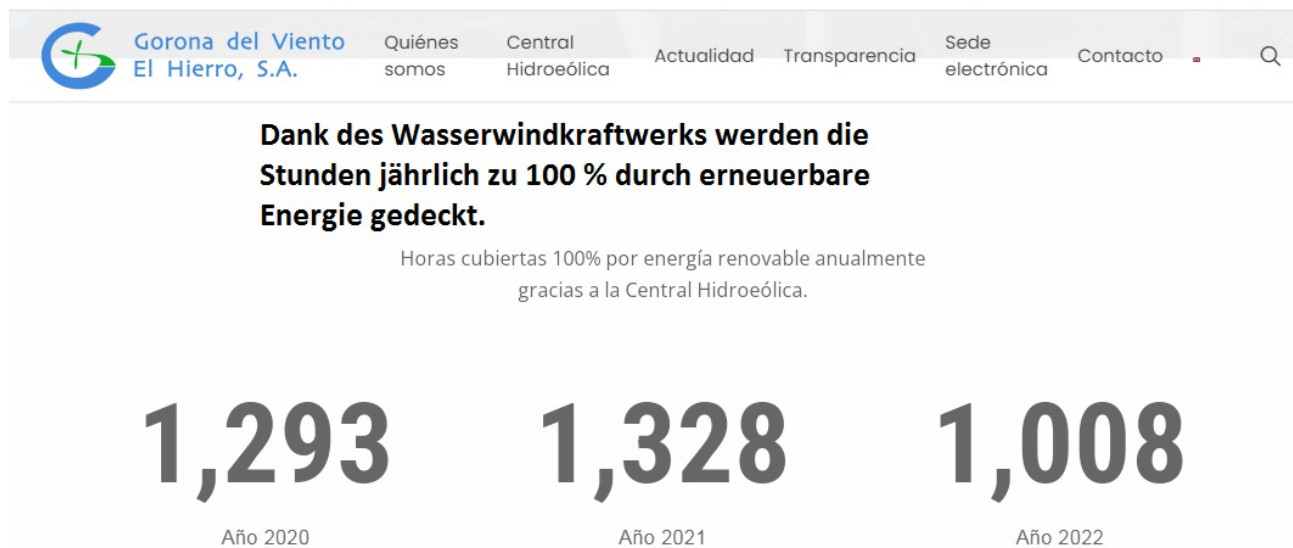 Gorona del Viento
El Hierro, S.A.
Quiénes
somos
Central
Hidroeólica
Actualidad
Transparencia
Sede
electrónica
Contacto
Dank des Wasserwindkraftwerks werden die
Stunden jährlich zu 100 % durch erneuerbare
Energie gedeckt.
Horas cubiertas 100% por energía renovable anualmente
gracias a la Central Hidroeólica.
1,293 1,328 1,008
Año 2020 Año 2021 Año 2022